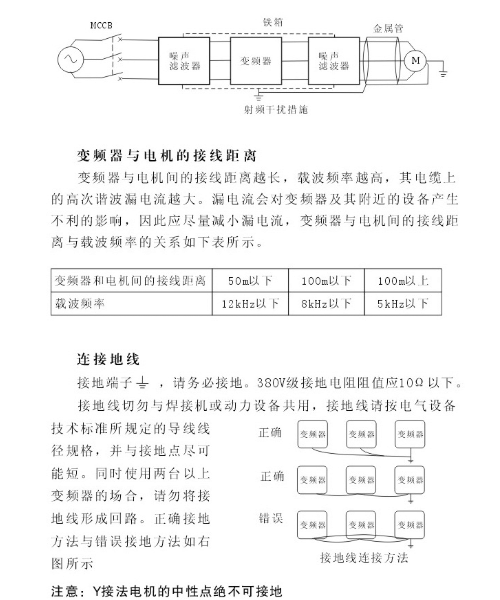 MCCB
铁箱
金属管
噪声
滤波器
变频器
噪声
滤波器
M
射频干扰措施
变频器与电机的接线距离
变频器与电机间的接线距离越长，载波频率越高，其电缆上
的高次谐波漏电流越大。漏电流会对变频器及其附近的设备产生
不利的影响，因此应尽量减小漏电流，变频器与电机间的接线距
离与载波频率的关系如下表所示。
变频器和电机间的接线距离 50m以下 100m以下 100m以上
载波频率 12kHz以下 8kHz以下 5kHz以下
连接地线
接地端子 ，请务必接地。380V级接地电阻阻值应10Ω以下。
接地线切勿与焊接机或动力设备共用，接地线请按电气设备
技术标准所规定的导线线
径规格，并与接地点尽可
能短。同时使用两台以上
变频器的场合，请勿将接
地线形成回路。正确接地
方法与错误接地方法如右
图所示
正确 变频器 变频器 变频器
正确 变频器 变频器 变频器
错误 变频器 变频器 变频器
接地线连接方法
注意：Y接法电机的中性点绝不可接地